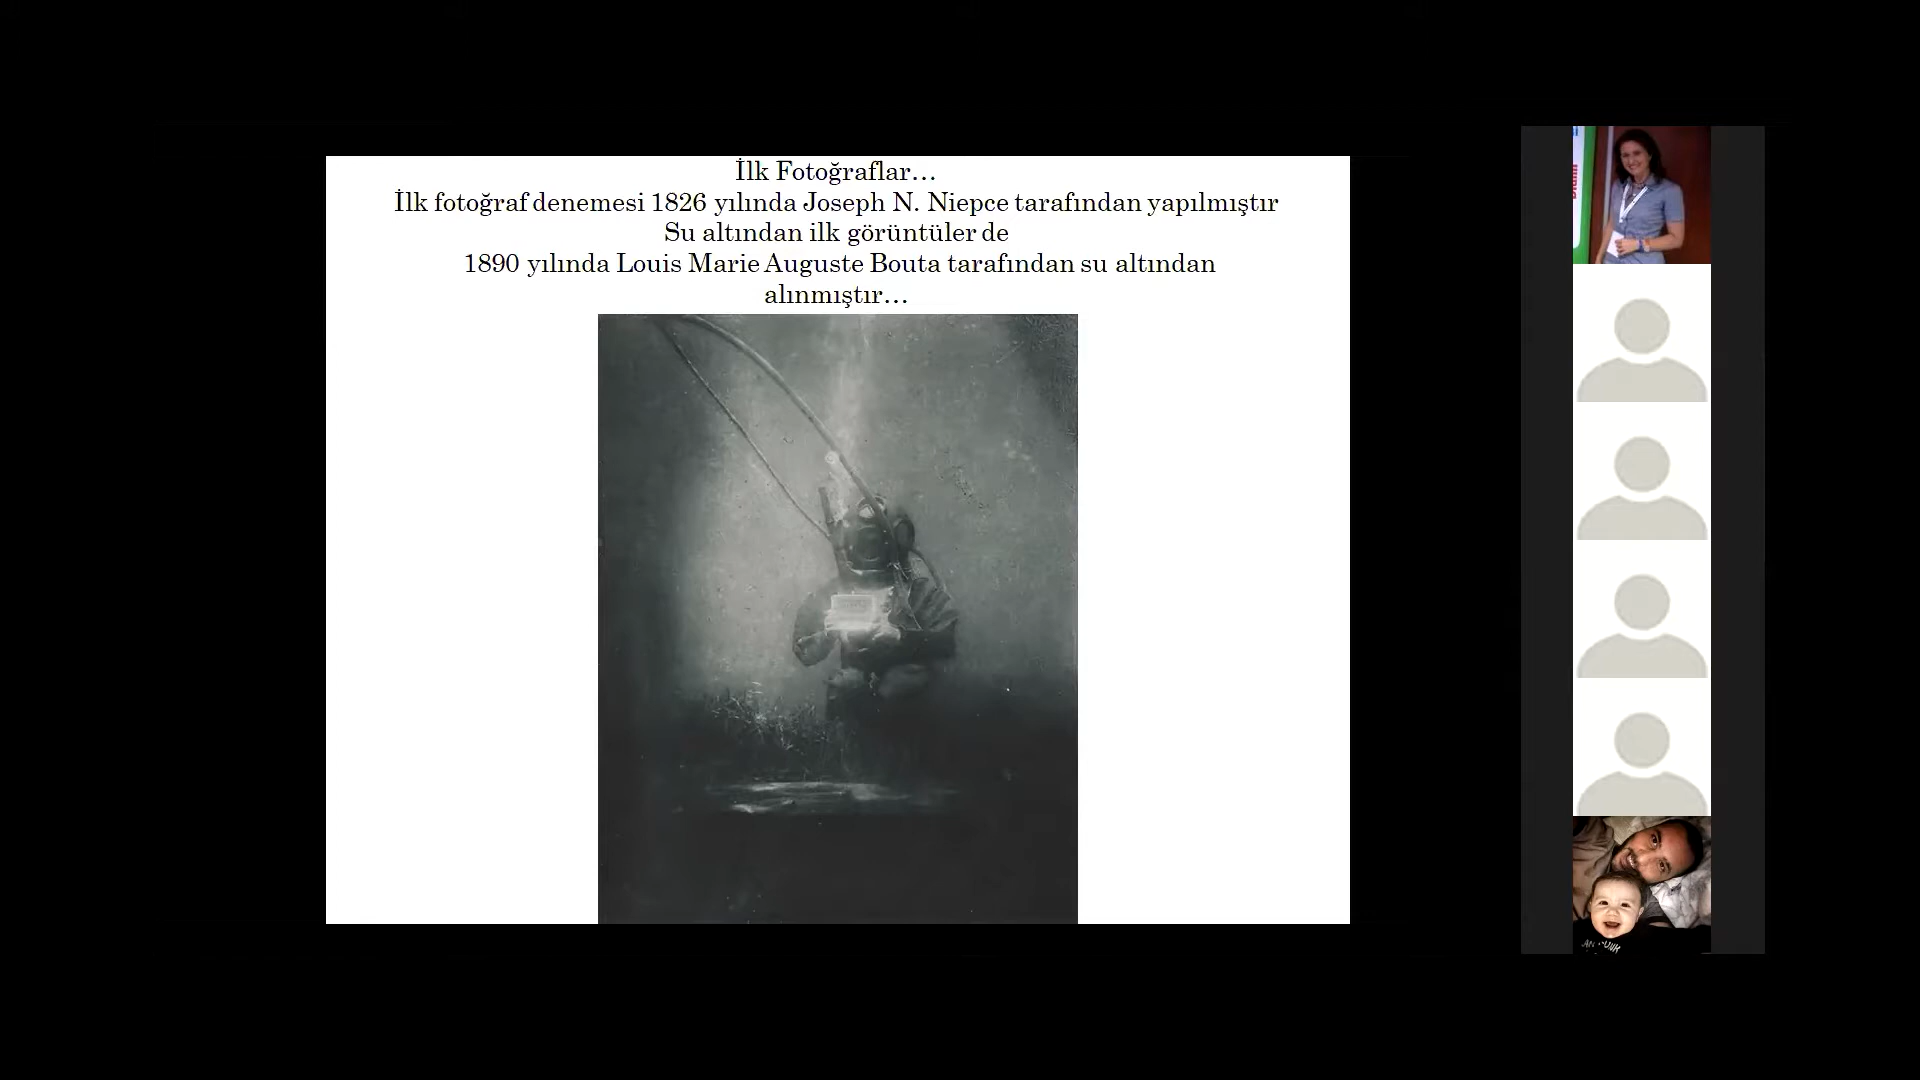 İlk Fotoğraflar…
İlk fotoğraf denemesi 1826 yılında Joseph N. Niepce tarafından yapılmıştır
Su altından ilk görüntüler de
1890 yılında Louis Marie Auguste Bouta tarafından su altından
alınmıştır…